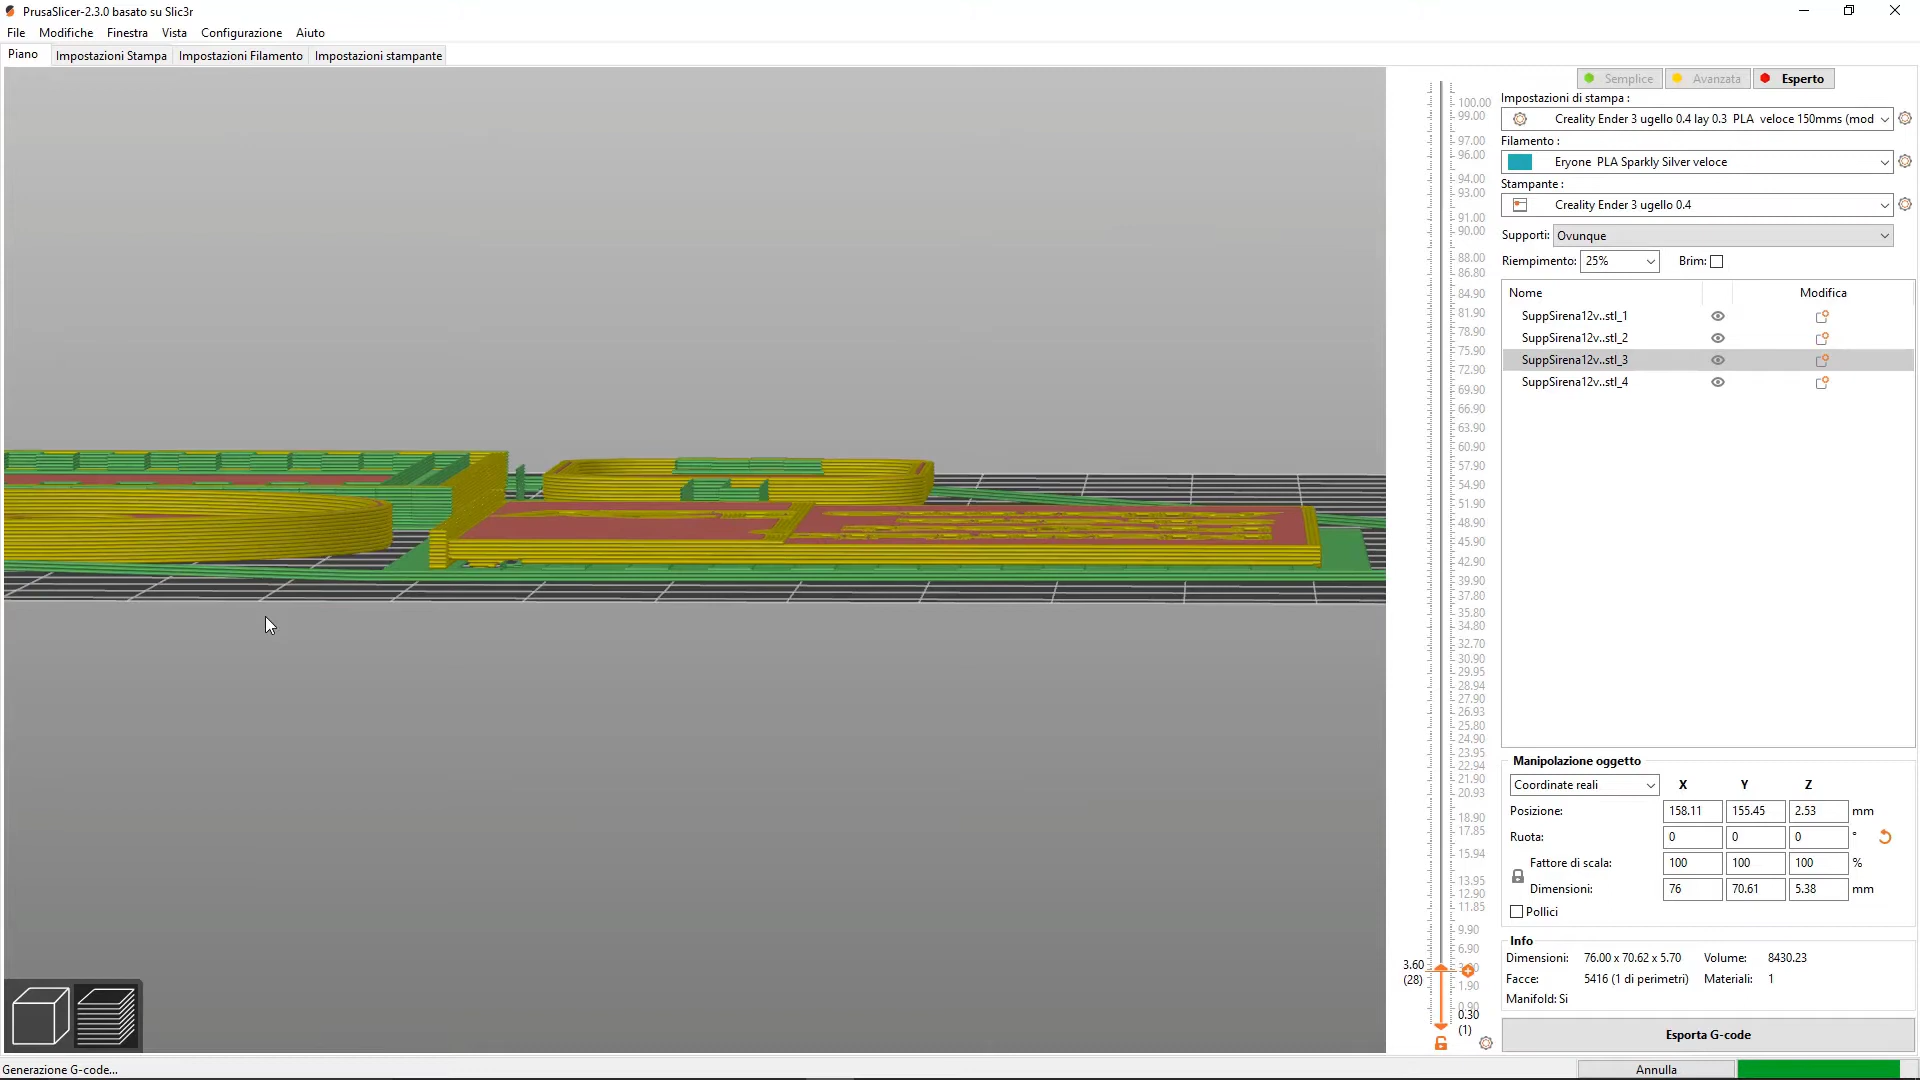 PrusaSlicer-2.3.0 basato su Slic3r
File Modifiche Finestra Vista Configurazione Aiuto
Piano Impostazioni Stampa Impostazioni Filamento Impostazioni stampante
Semplice Avanzata Esperto
Impostazioni di stampa :
Creality Ender 3 ugello 0.4 lay 0.3 PLA veloce 150mms (mod
Filamento :
Eryone PLA Sparkly Silver veloce
Stampante :
Creality Ender 3 ugello 0.4
Supporti: Ovunque
Riempimento: 25% Brim:
Nome Modifica
SuppSirena12v..stl_1
SuppSirena12v..stl_2
SuppSirena12v..stl_3
SuppSirena12v..stl_4
100.00
99.00
97.00
96.00
94.00
93.00
91.00
90.00
88.00
86.80
84.90
81.90
78.90
75.90
72.90
69.90
66.90
63.90
60.90
57.90
54.90
51.90
48.90
45.90
42.90
39.90
37.80
35.80
34.80
32.70
30.90
29.95
28.94
27.90
26.93
25.80
24.90
23.95
22.94
21.90
20.93
18.90
17.85
15.94
13.95
12.90
11.85
9.90
6.90
3.60
(28)
1.90
0.90
0.30
(1)
Manipolazione oggetto
Coordinate reali X Y Z
Posizione: 158.11 155.45 2.53 mm
Ruota: 0 0 0 °
Fattore di scala: 100 100 100 %
Dimensioni: 76 70.61 5.38 mm
Pollici
Info
Dimensioni: 76.00 x 70.62 x 5.70 Volume: 8430.23
Facce: 5416 (1 di perimetri) Materiali: 1
Manifold: Si
Esporta G-code
Generazione G-code... Annulla